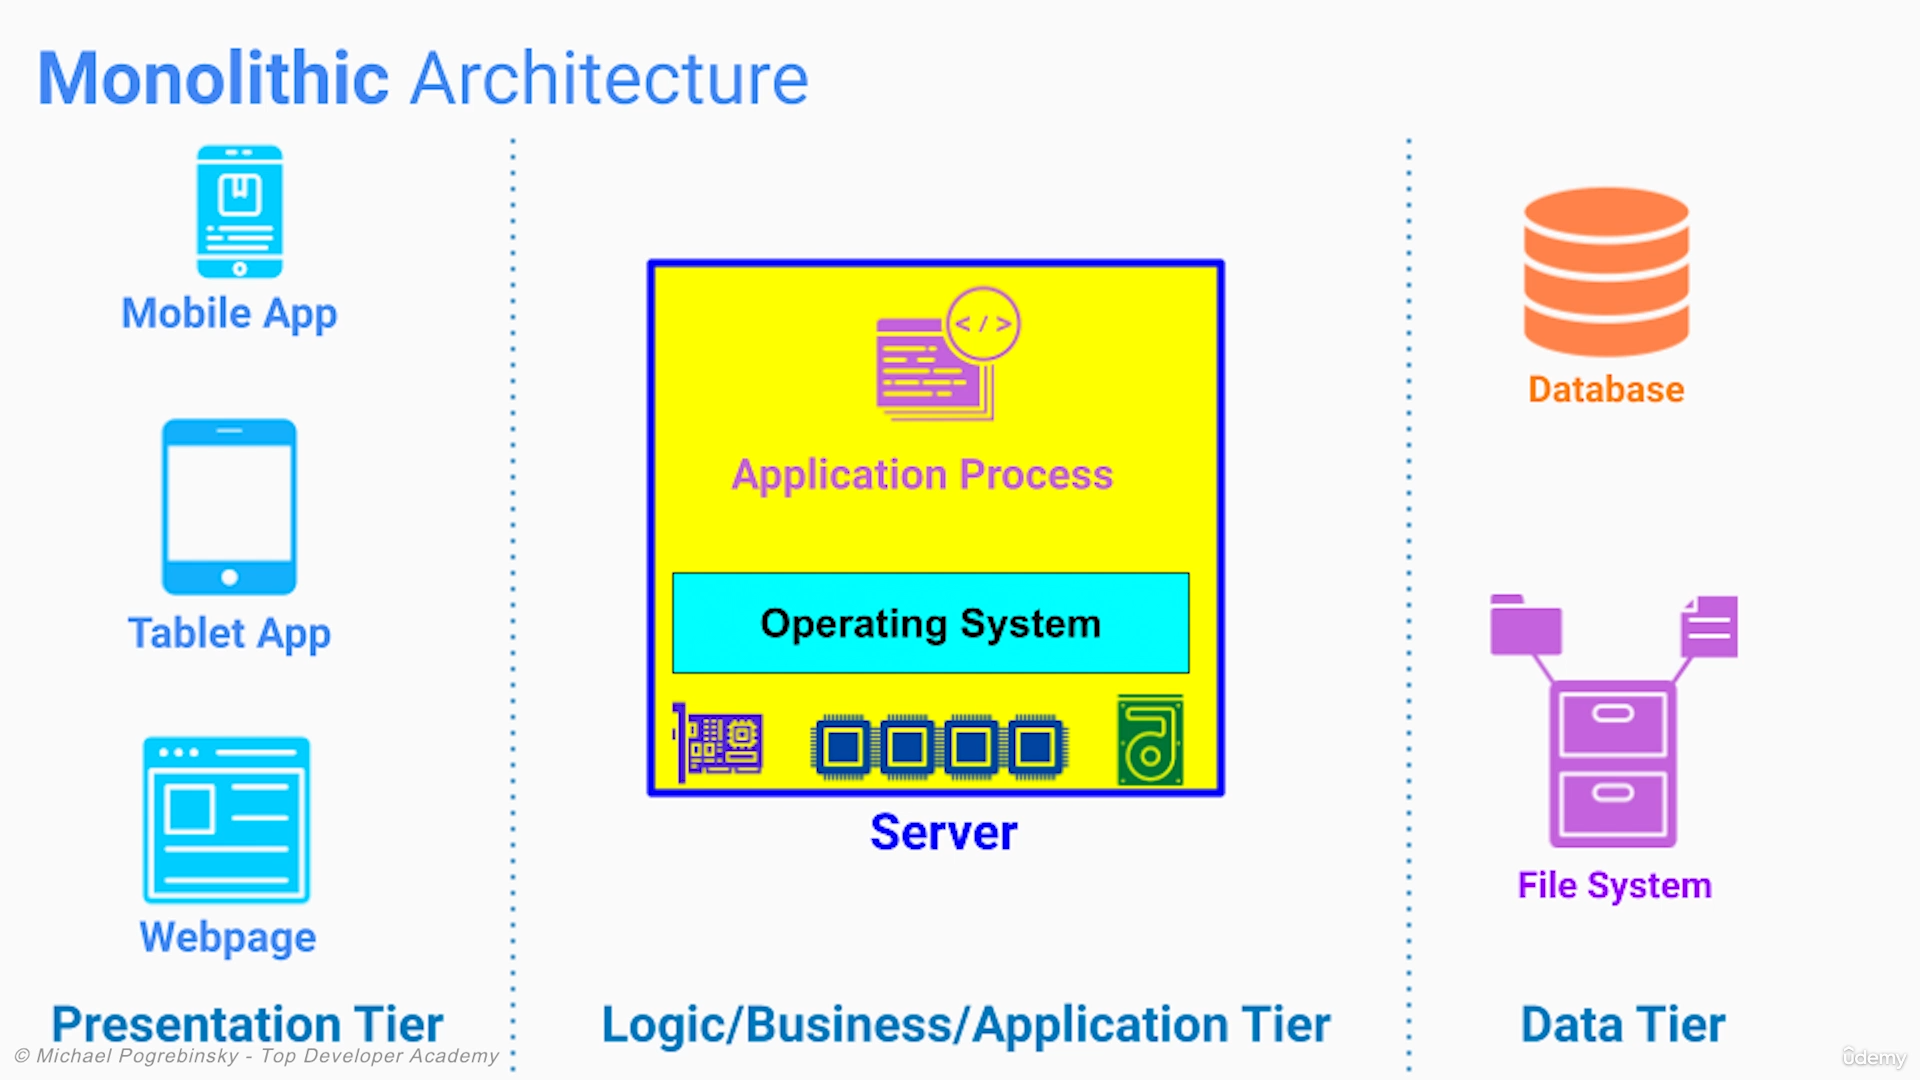 Monolithic Architecture
Mobile App
Tablet App
Webpage
Presentation Tier
</>
Application Process
Operating System
Server
Logic/Business/Application Tier
Database
File System
Data Tier
© Michael Pogrebinsky - Top Developer Academy
ûdemy